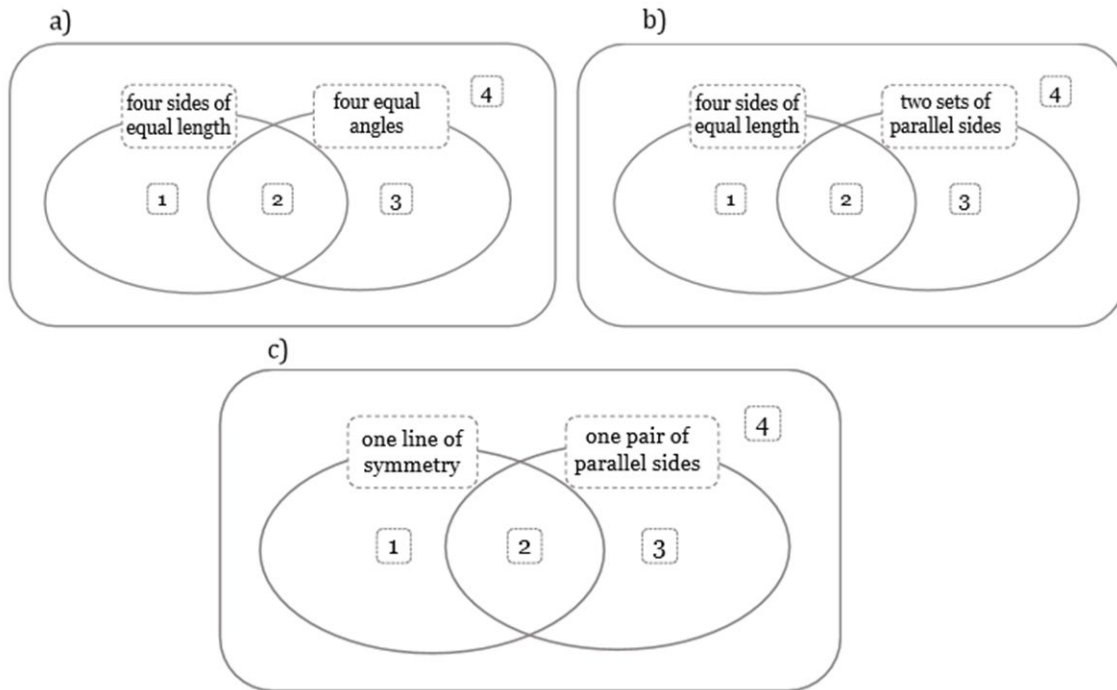 a)
four sides of
equal length
four equal
angles
4
1
2
3
b)
four sides of
equal length
two sets of
parallel sides
4
1
2
3
c)
one line of
symmetry
one pair of
parallel sides
4
1
2
3